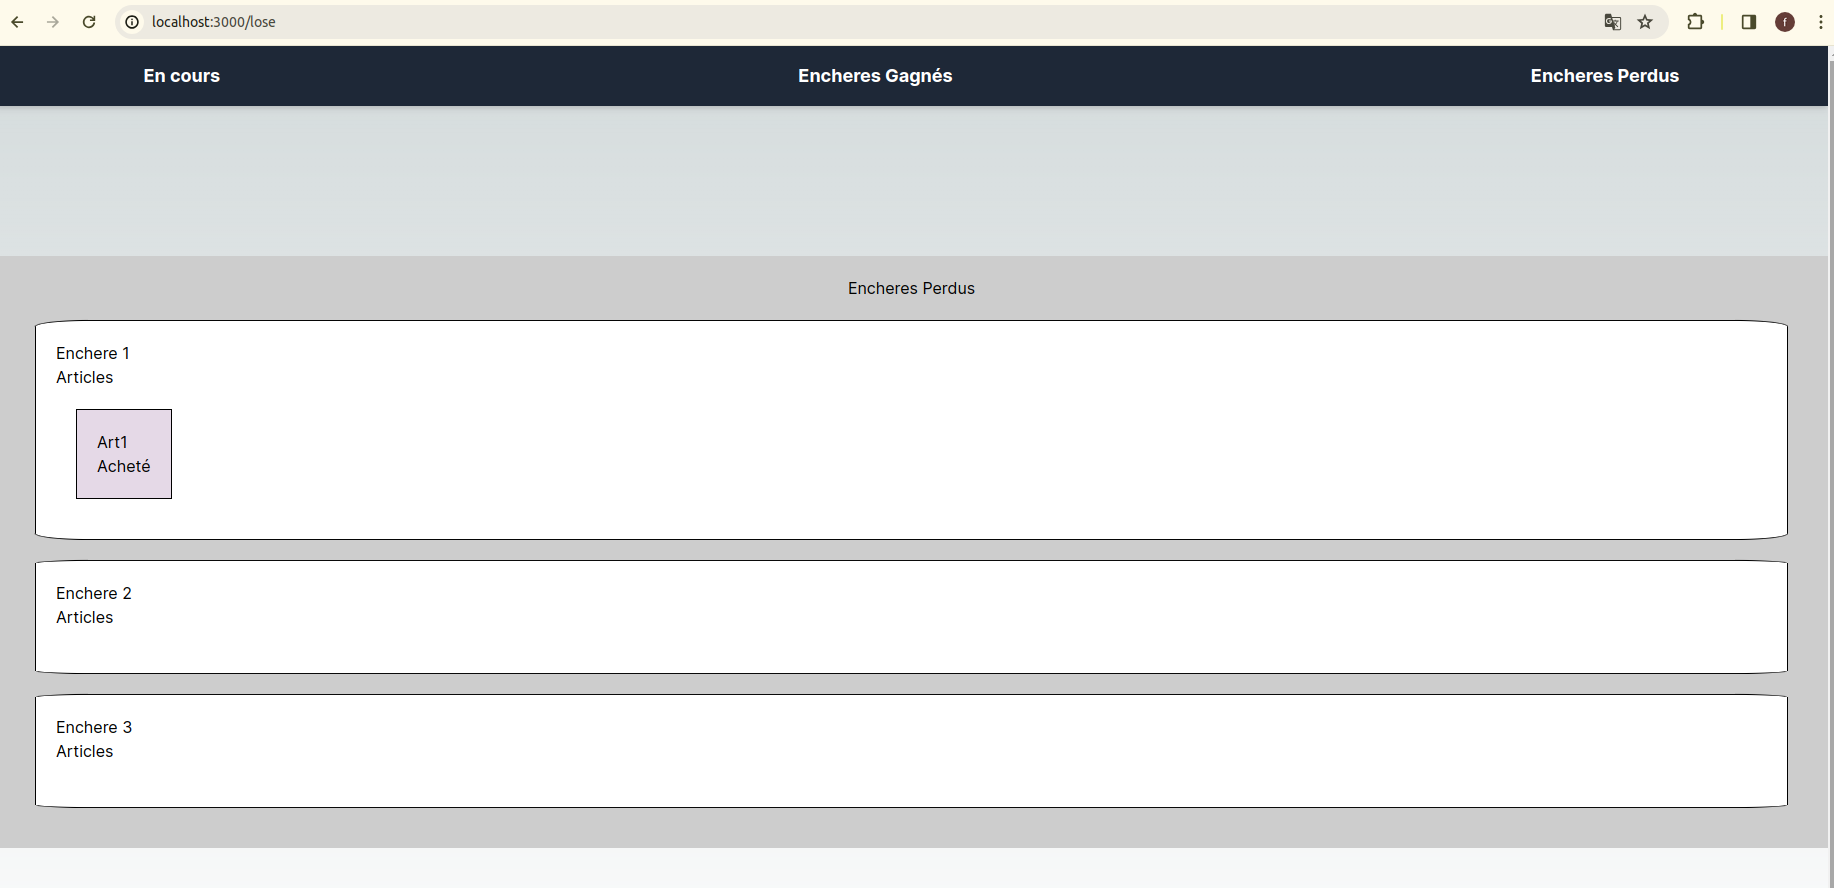 localhost:3000/lose
f
En cours
Encheres Gagnés
Encheres Perdus
Encheres Perdus
Enchere 1
Articles
Art1
Acheté
Enchere 2
Articles
Enchere 3
Articles